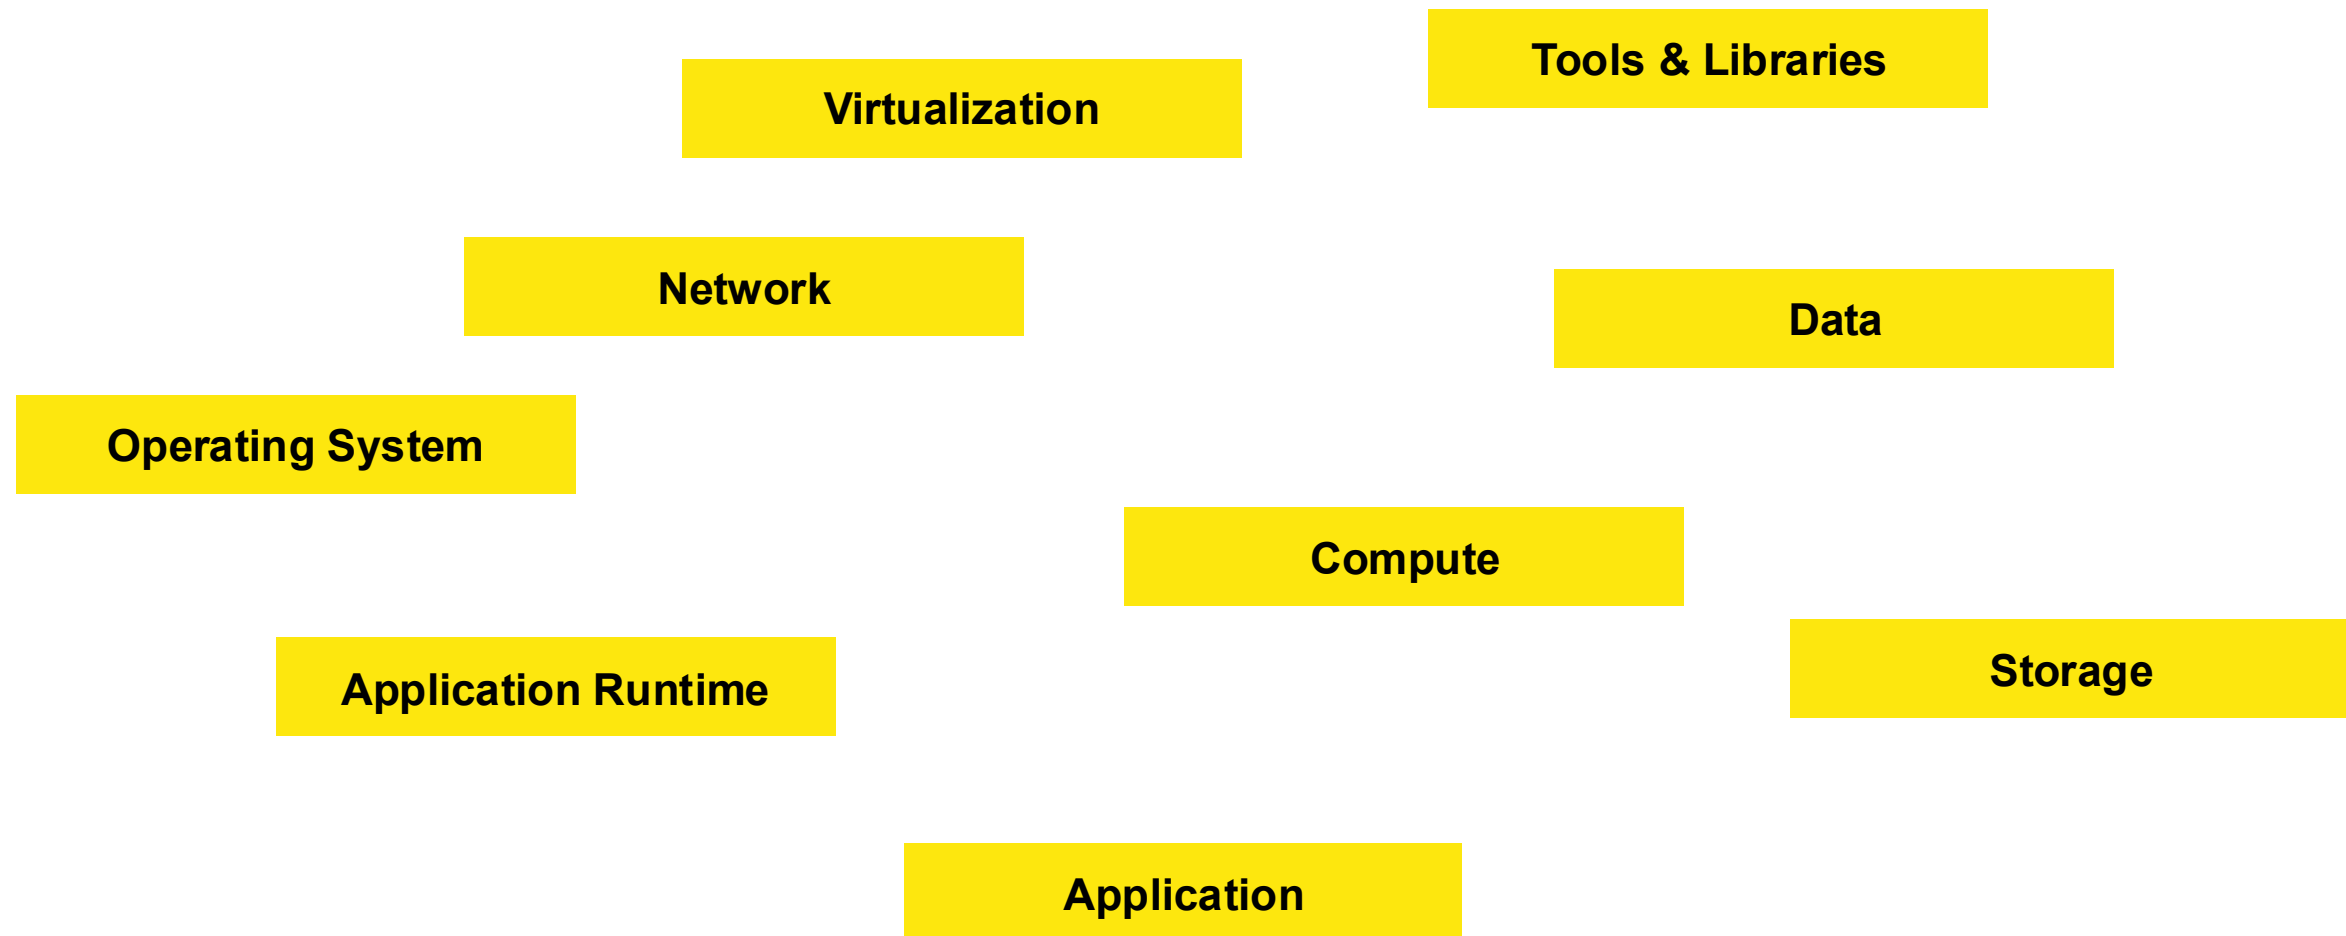 Tools & Libraries
Virtualization
Network
Data
Operating System
Compute
Storage
Application Runtime
Application